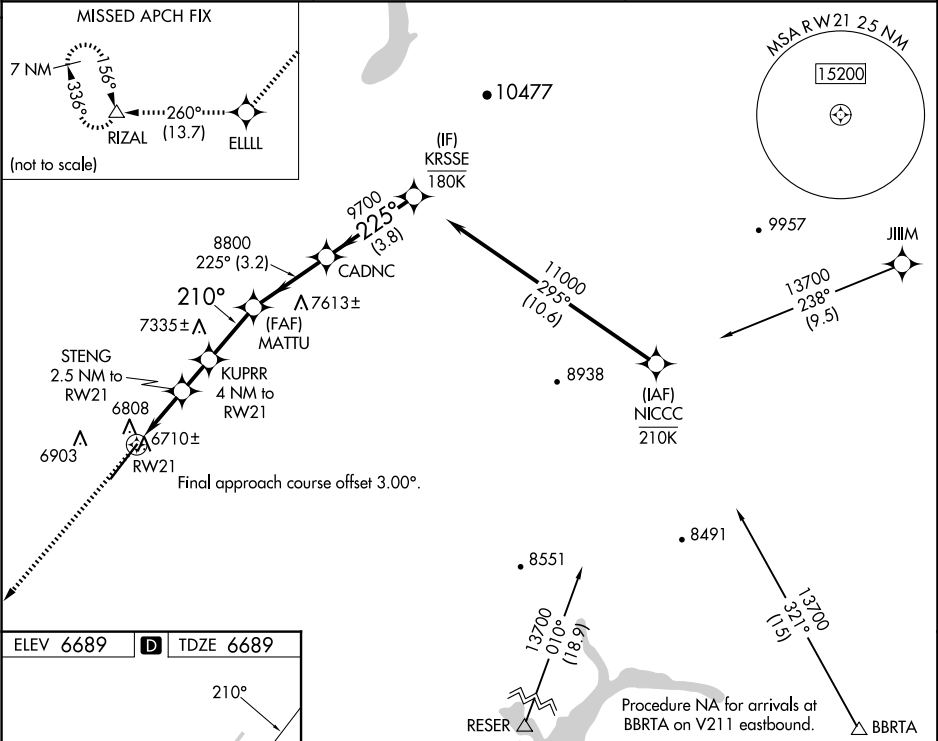 MISSED APCH FIX
7 NM
156°
336°
260°
(13.7)
RIZAL
ELLLL
(not to scale)
10477
MSA RW21 25 NM
15200
(IF)
KRSSE
180K
9700
225°
(3.8)
8800
225° (3.2)
CADNC
9957
JIIIM
13700
238°
(9.5)
11000
295°
(10.6)
210°
7613±
7335±
(FAF)
MATTU
STENG
2.5 NM to
RW21
KUPRR
4 NM to
RW21
8938
(IAF)
NICCC
210K
6808
6903
6710±
RW21
Final approach course offset 3.00°.
8491
8551
13700
010°
(18.9)
13700
321°
(15)
ELEV 6689
D
TDZE 6689
210°
RESER
Procedure NA for arrivals at
BBRTA on V211 eastbound.
BBRTA